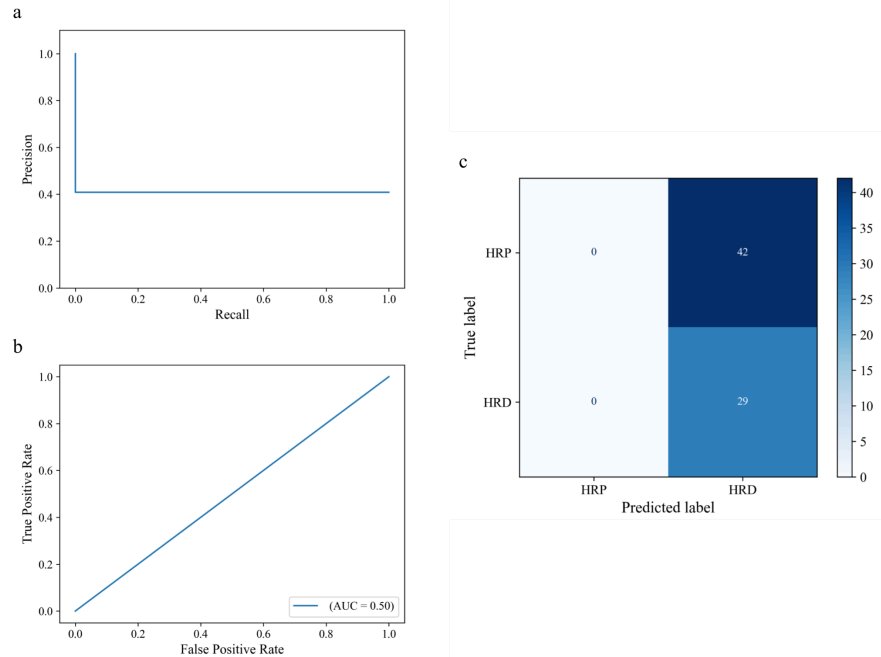 a
1.0
0.8
0.6
0.4
0.2
0.0
Precision
0.0 0.2 0.4 0.6 0.8 1.0
Recall
b
1.0
0.8
0.6
0.4
0.2
0.0
True Positive Rate
(AUC = 0.50)
0.0 0.2 0.4 0.6 0.8 1.0
False Positive Rate
c
HRP 0 42
HRD 0 29
True label
HRP HRD
Predicted label
40
35
30
25
20
15
10
5
0